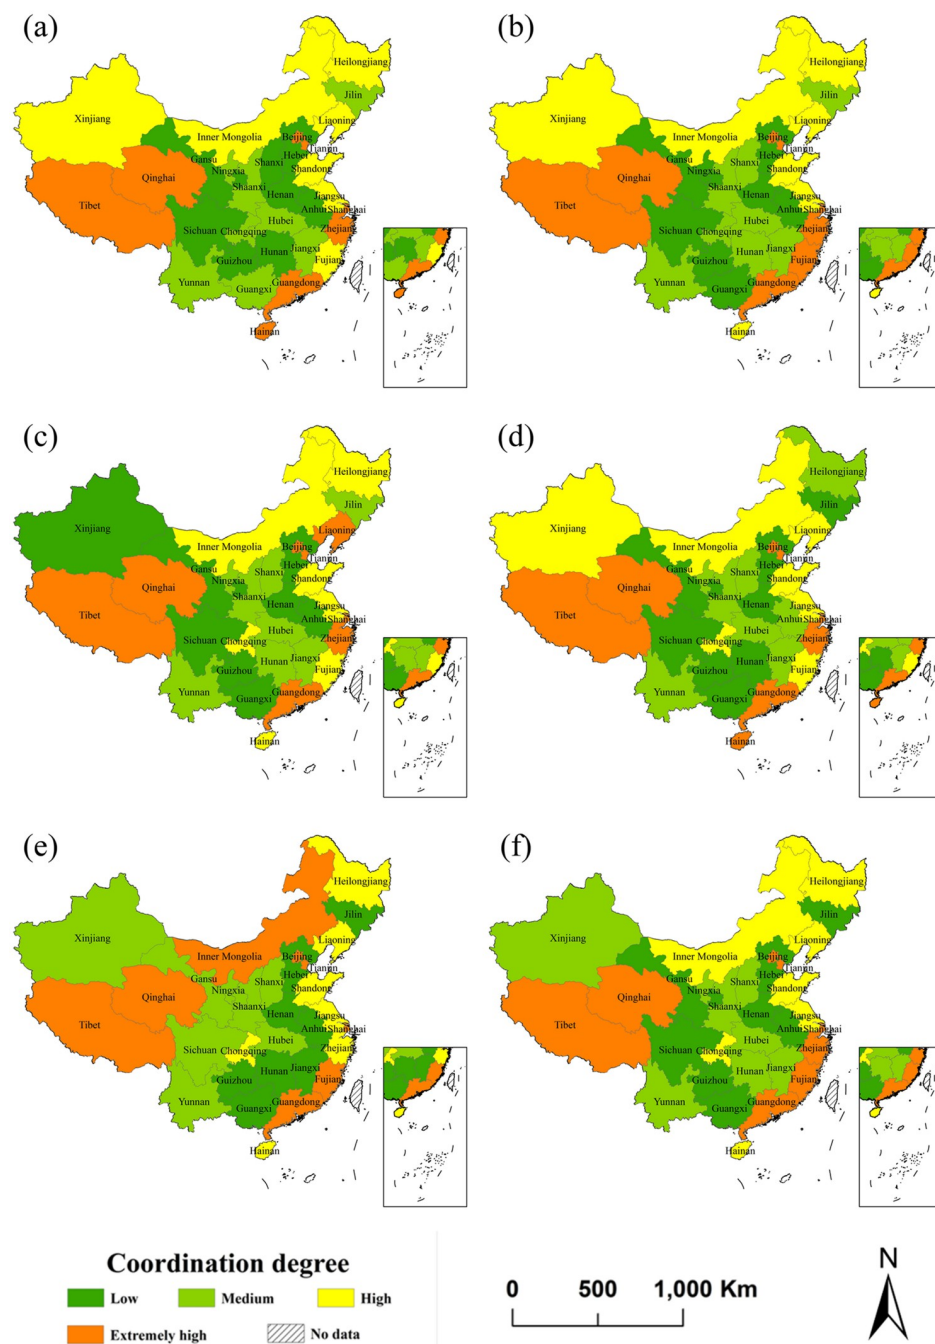 (a)
Heilongjiang
Jilin
Xinjiang
Liaoning
Inner Mongolia
Beijing
Tianjin
Gansu
Shanxi
Hebei
Ningxia
Shandong
Qinghai
Shaanxi
Henan
Jiangsu
Tibet
Anhui
Shanghai
Hubei
Sichuan
Chongqing
Zhejiang
Hunan
Jiangxi
Guizhou
Fujian
Yunnan
Guangxi
Guangdong
Hainan
(b)
Heilongjiang
Jilin
Xinjiang
Liaoning
Inner Mongolia
Beijing
Tianjin
Gansu
Shanxi
Hebei
Ningxia
Shandong
Qinghai
Shaanxi
Henan
Jiangsu
Tibet
Anhui
Shanghai
Hubei
Sichuan
Chongqing
Zhejiang
Hunan
Jiangxi
Guizhou
Fujian
Yunnan
Guangxi
Guangdong
Hainan
(c)
Heilongjiang
Jilin
Xinjiang
Liaoning
Inner Mongolia
Beijing
Tianjin
Gansu
Shanxi
Hebei
Ningxia
Shandong
Qinghai
Shaanxi
Henan
Jiangsu
Tibet
Anhui
Shanghai
Hubei
Sichuan
Chongqing
Zhejiang
Hunan
Jiangxi
Guizhou
Fujian
Yunnan
Guangxi
Guangdong
Hainan
(d)
Heilongjiang
Jilin
Xinjiang
Liaoning
Inner Mongolia
Beijing
Tianjin
Gansu
Shanxi
Hebei
Ningxia
Shandong
Qinghai
Shaanxi
Henan
Jiangsu
Tibet
Anhui
Shanghai
Hubei
Sichuan
Chongqing
Zhejiang
Hunan
Jiangxi
Guizhou
Fujian
Yunnan
Guangxi
Guangdong
Hainan
(e)
Heilongjiang
Jilin
Xinjiang
Liaoning
Inner Mongolia
Beijing
Tianjin
Gansu
Shanxi
Hebei
Ningxia
Shandong
Qinghai
Shaanxi
Henan
Jiangsu
Tibet
Anhui
Shanghai
Hubei
Sichuan
Chongqing
Zhejiang
Hunan
Jiangxi
Guizhou
Fujian
Yunnan
Guangxi
Guangdong
Hainan
(f)
Heilongjiang
Jilin
Xinjiang
Liaoning
Inner Mongolia
Beijing
Tianjin
Gansu
Shanxi
Hebei
Ningxia
Shandong
Qinghai
Shaanxi
Henan
Jiangsu
Tibet
Anhui
Shanghai
Hubei
Sichuan
Chongqing
Zhejiang
Hunan
Jiangxi
Guizhou
Fujian
Yunnan
Guangxi
Guangdong
Hainan
Coordination degree
Low
Medium
High
Extremely high
No data
0 500 1,000 Km
N